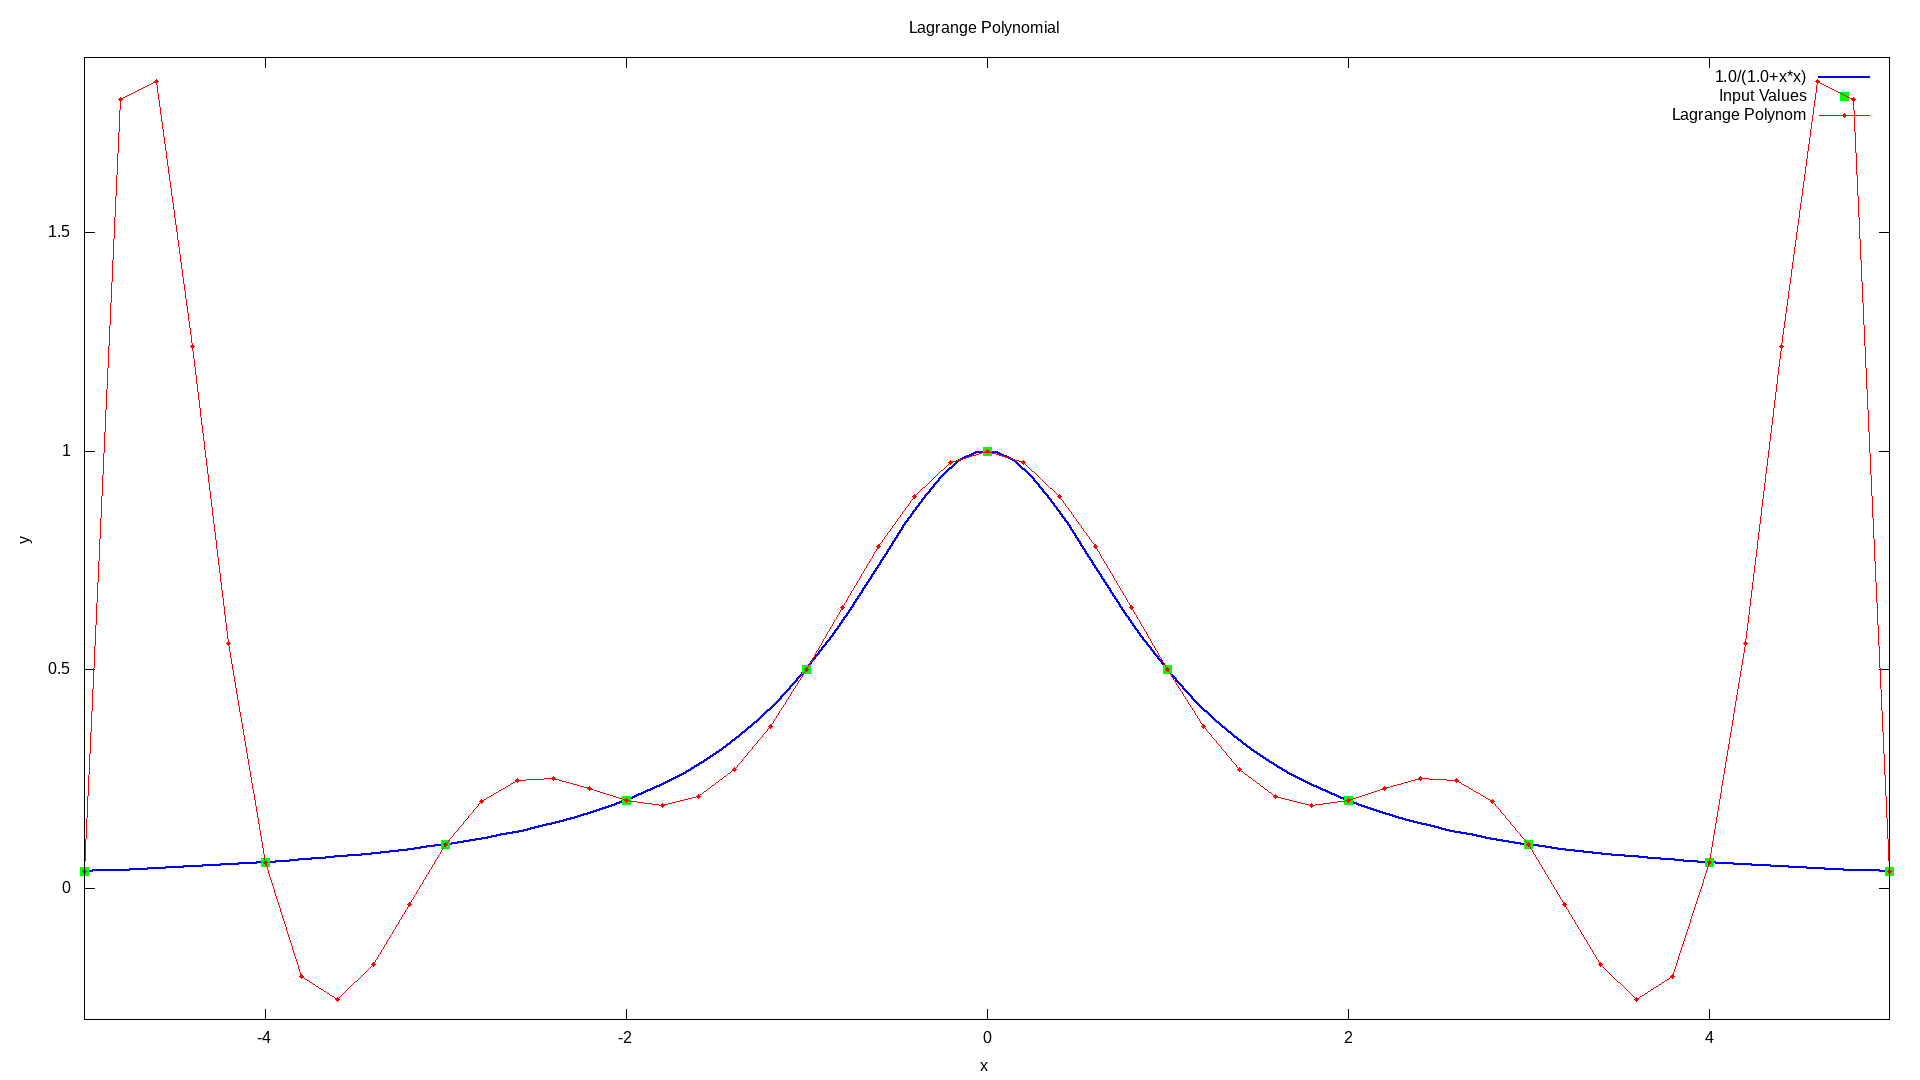 Lagrange Polynomial
1.0/(1.0+x*x)
Input Values
Lagrange Polynom
1.5
1
0.5
0
y
-4
-2
0
2
4
x